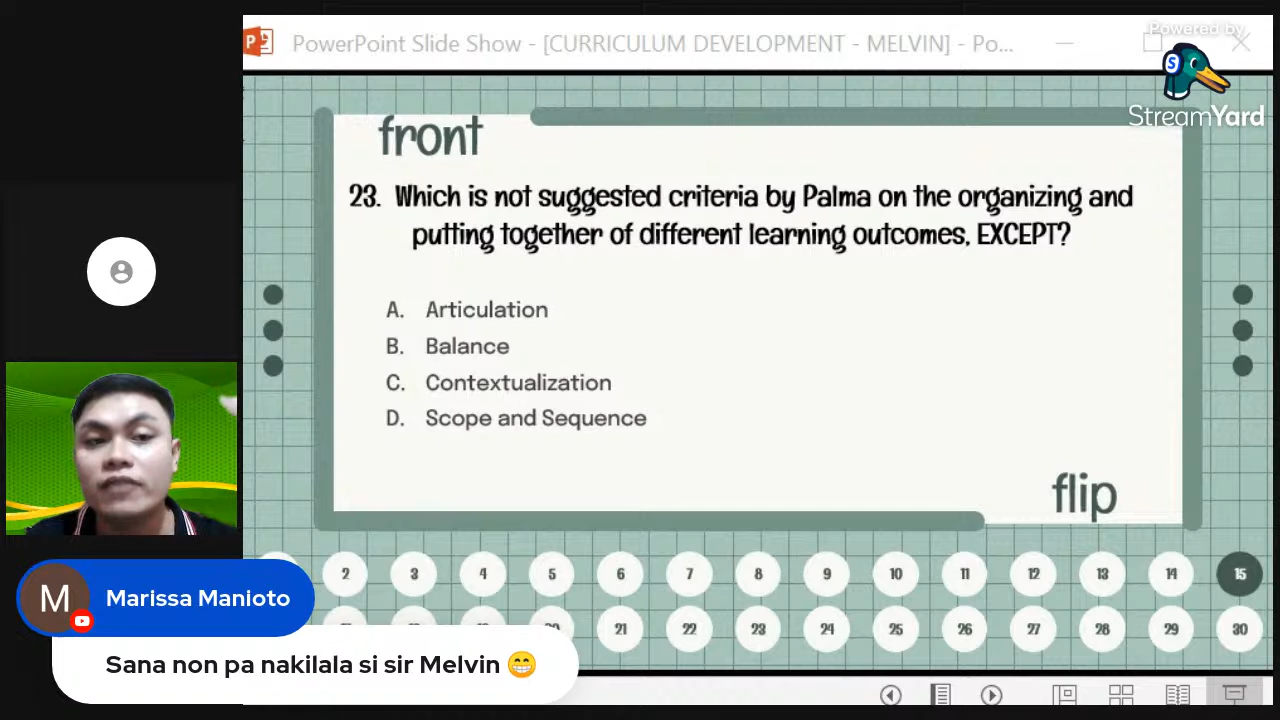 PowerPoint Slide Show - [CURRICULUM DEVELOPMENT - MELVIN] - Po...
Powered by
StreamYard
front
23. Which is not suggested criteria by Palma on the organizing and
putting together of different learning outcomes, EXCEPT?
A. Articulation
B. Balance
C. Contextualization
D. Scope and Sequence
flip
2 3 4 5 6 7 8 9 10 11 12 13 14 15
21 22 23 24 25 26 27 28 29 30
M Marissa Manioto
Sana non pa nakilala si sir Melvin 😁